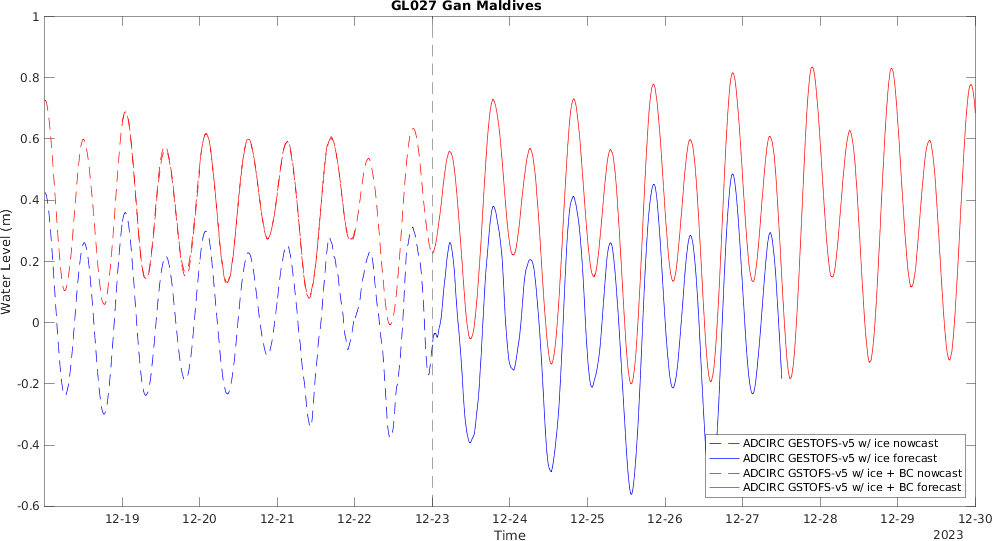 GL027 Gan Maldives
1
0.8
0.6
0.4
0.2
0
-0.2
-0.4
-0.6
Water Level (m)
ADCIRC GESTOFS-v5 w/ ice nowcast
ADCIRC GESTOFS-v5 w/ ice forecast
ADCIRC GSTOFS-v5 w/ ice + BC nowcast
ADCIRC GSTOFS-v5 w/ ice + BC forecast
12-19 12-20 12-21 12-22 12-23 12-24 12-25 12-26 12-27 12-28 12-29 12-30
Time
2023